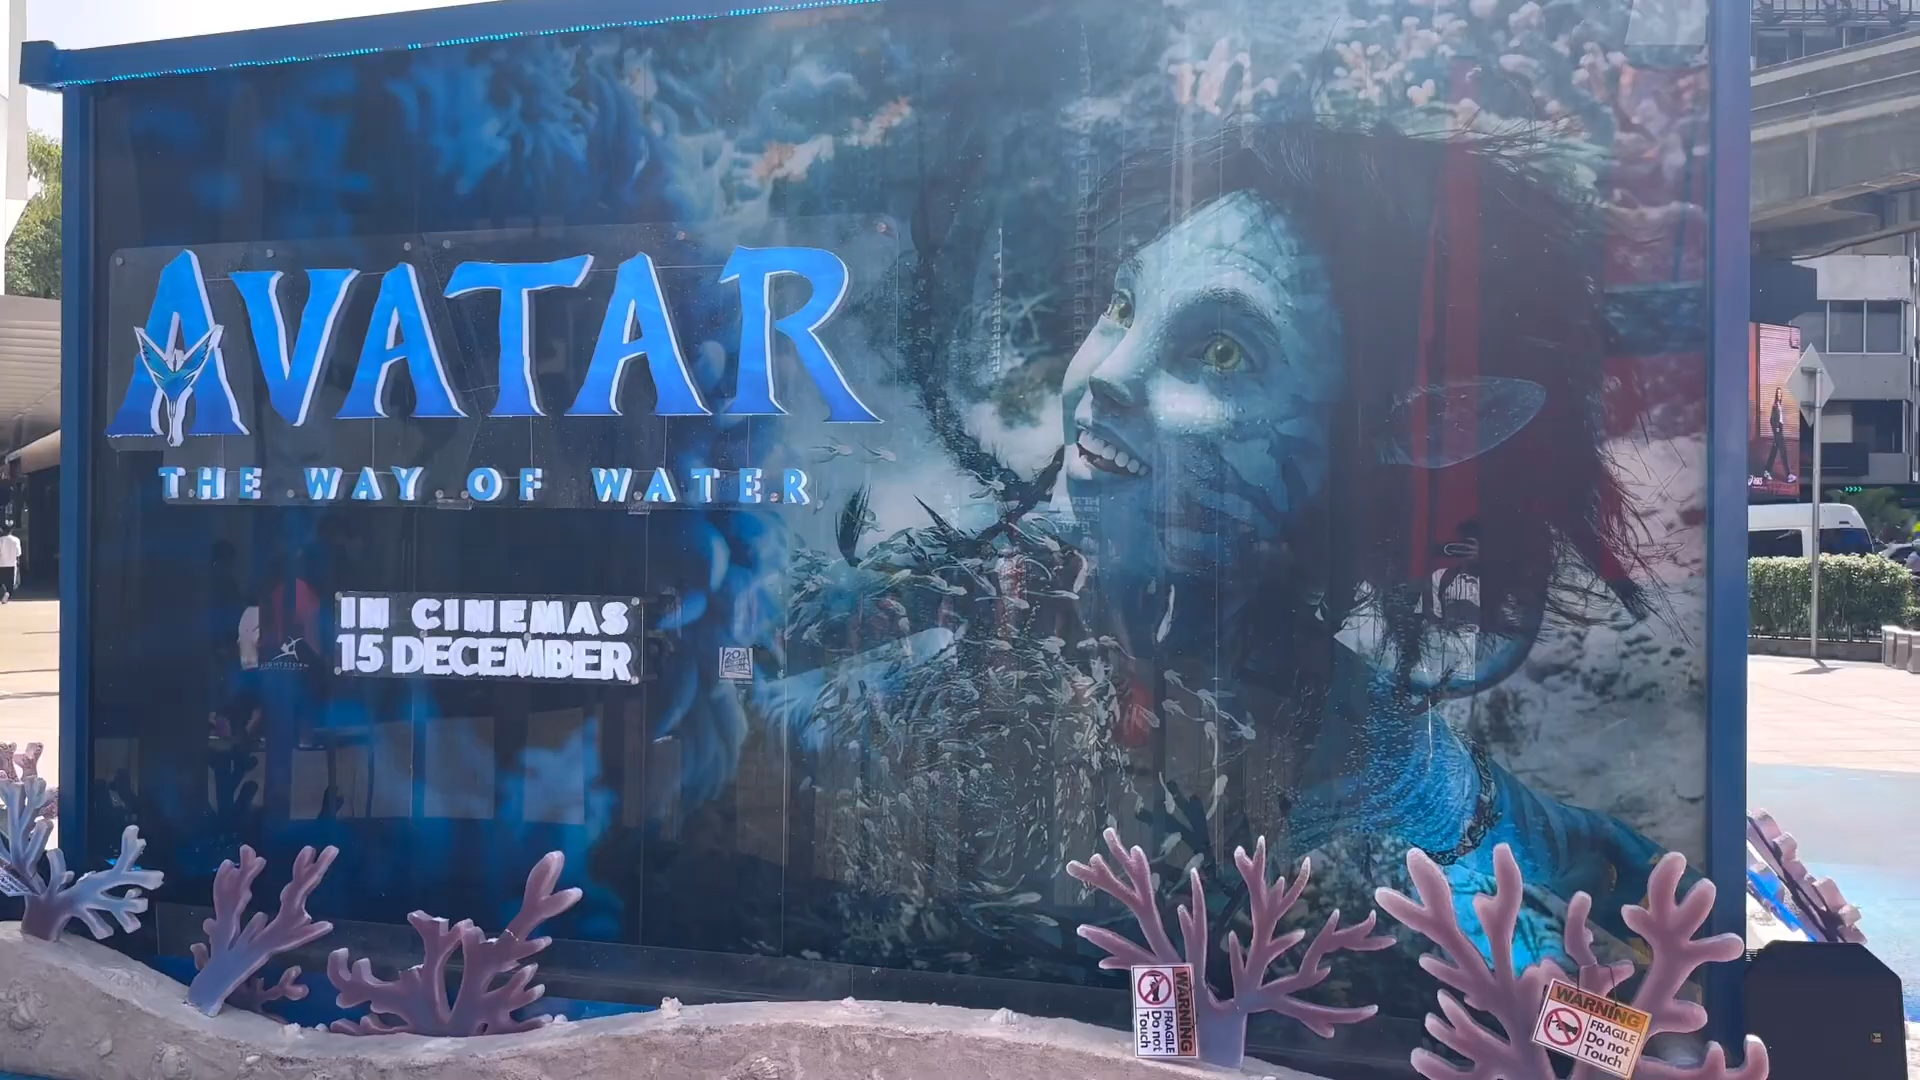 AVATAR
THE WAY OF WATER
IN CINEMAS
15 DECEMBER
LIGHTSTORM
WARNING
FRAGILE
Do not
Touch
WARNING
FRAGILE
Do not
Touch